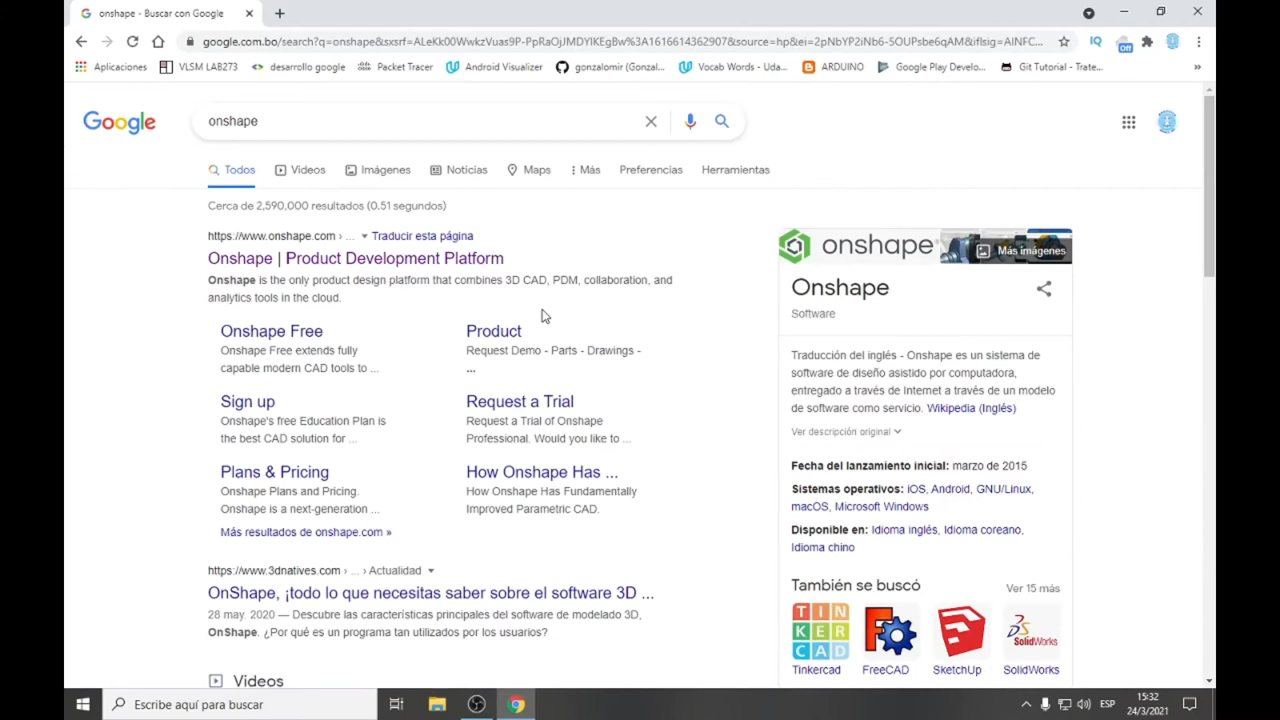 onshape - Buscar con Google
google.com.bo/search?q=onshape&sxsrf=ALeKk00WwkzVuas9P-PpRaOjJMDYIKEgBw%3A1616614362907&source=hp&ei=2pNbYP2iNb6-5OUPsbe6qAM&iflsig=AINFC...
IQ
Off
Aplicaciones
VLSM LAB273
desarrollo google
Packet Tracer
Android Visualizer
gonzalomir (Gonzal...
Vocab Words - Uda...
ARDUINO
Google Play Develo...
Git Tutorial - Trate...
»
Google
onshape
Todos
Videos
Imágenes
Noticias
Maps
Más
Preferencias
Herramientas
Cerca de 2,590,000 resultados (0.51 segundos)
https://www.onshape.com › ... Traducir esta página
Onshape | Product Development Platform
Onshape is the only product design platform that combines 3D CAD, PDM, collaboration, and
analytics tools in the cloud.
Onshape Free
Onshape Free extends fully
capable modern CAD tools to ...
Product
Request Demo - Parts - Drawings -
...
Sign up
Onshape's free Education Plan is
the best CAD solution for ...
Request a Trial
Request a Trial of Onshape
Professional. Would you like to ...
Plans & Pricing
Onshape Plans and Pricing.
Onshape is a next-generation ...
How Onshape Has ...
How Onshape Has Fundamentally
Improved Parametric CAD.
Más resultados de onshape.com »
https://www.3dnatives.com › ... › Actualidad
OnShape, ¡todo lo que necesitas saber sobre el software 3D ...
28 may. 2020 — Descubre las características principales del software de modelado 3D,
OnShape. ¿Por qué es un programa tan utilizados por los usuarios?
Videos
onshape
Más imágenes
Onshape
Software
Traducción del inglés - Onshape es un sistema de
software de diseño asistido por computadora,
entregado a través de Internet a través de un modelo
de software como servicio. Wikipedia (Inglés)
Ver descripción original
Fecha del lanzamiento inicial: marzo de 2015
Sistemas operativos: iOS, Android, GNU/Linux,
macOS, Microsoft Windows
Disponible en: Idioma inglés, Idioma coreano,
Idioma chino
También se buscó
Ver 15 más
TIN
KER
CAD
SolidWorks
Tinkercad
FreeCAD
SketchUp
SolidWorks
Escribe aquí para buscar
ESP
15:32
24/3/2021